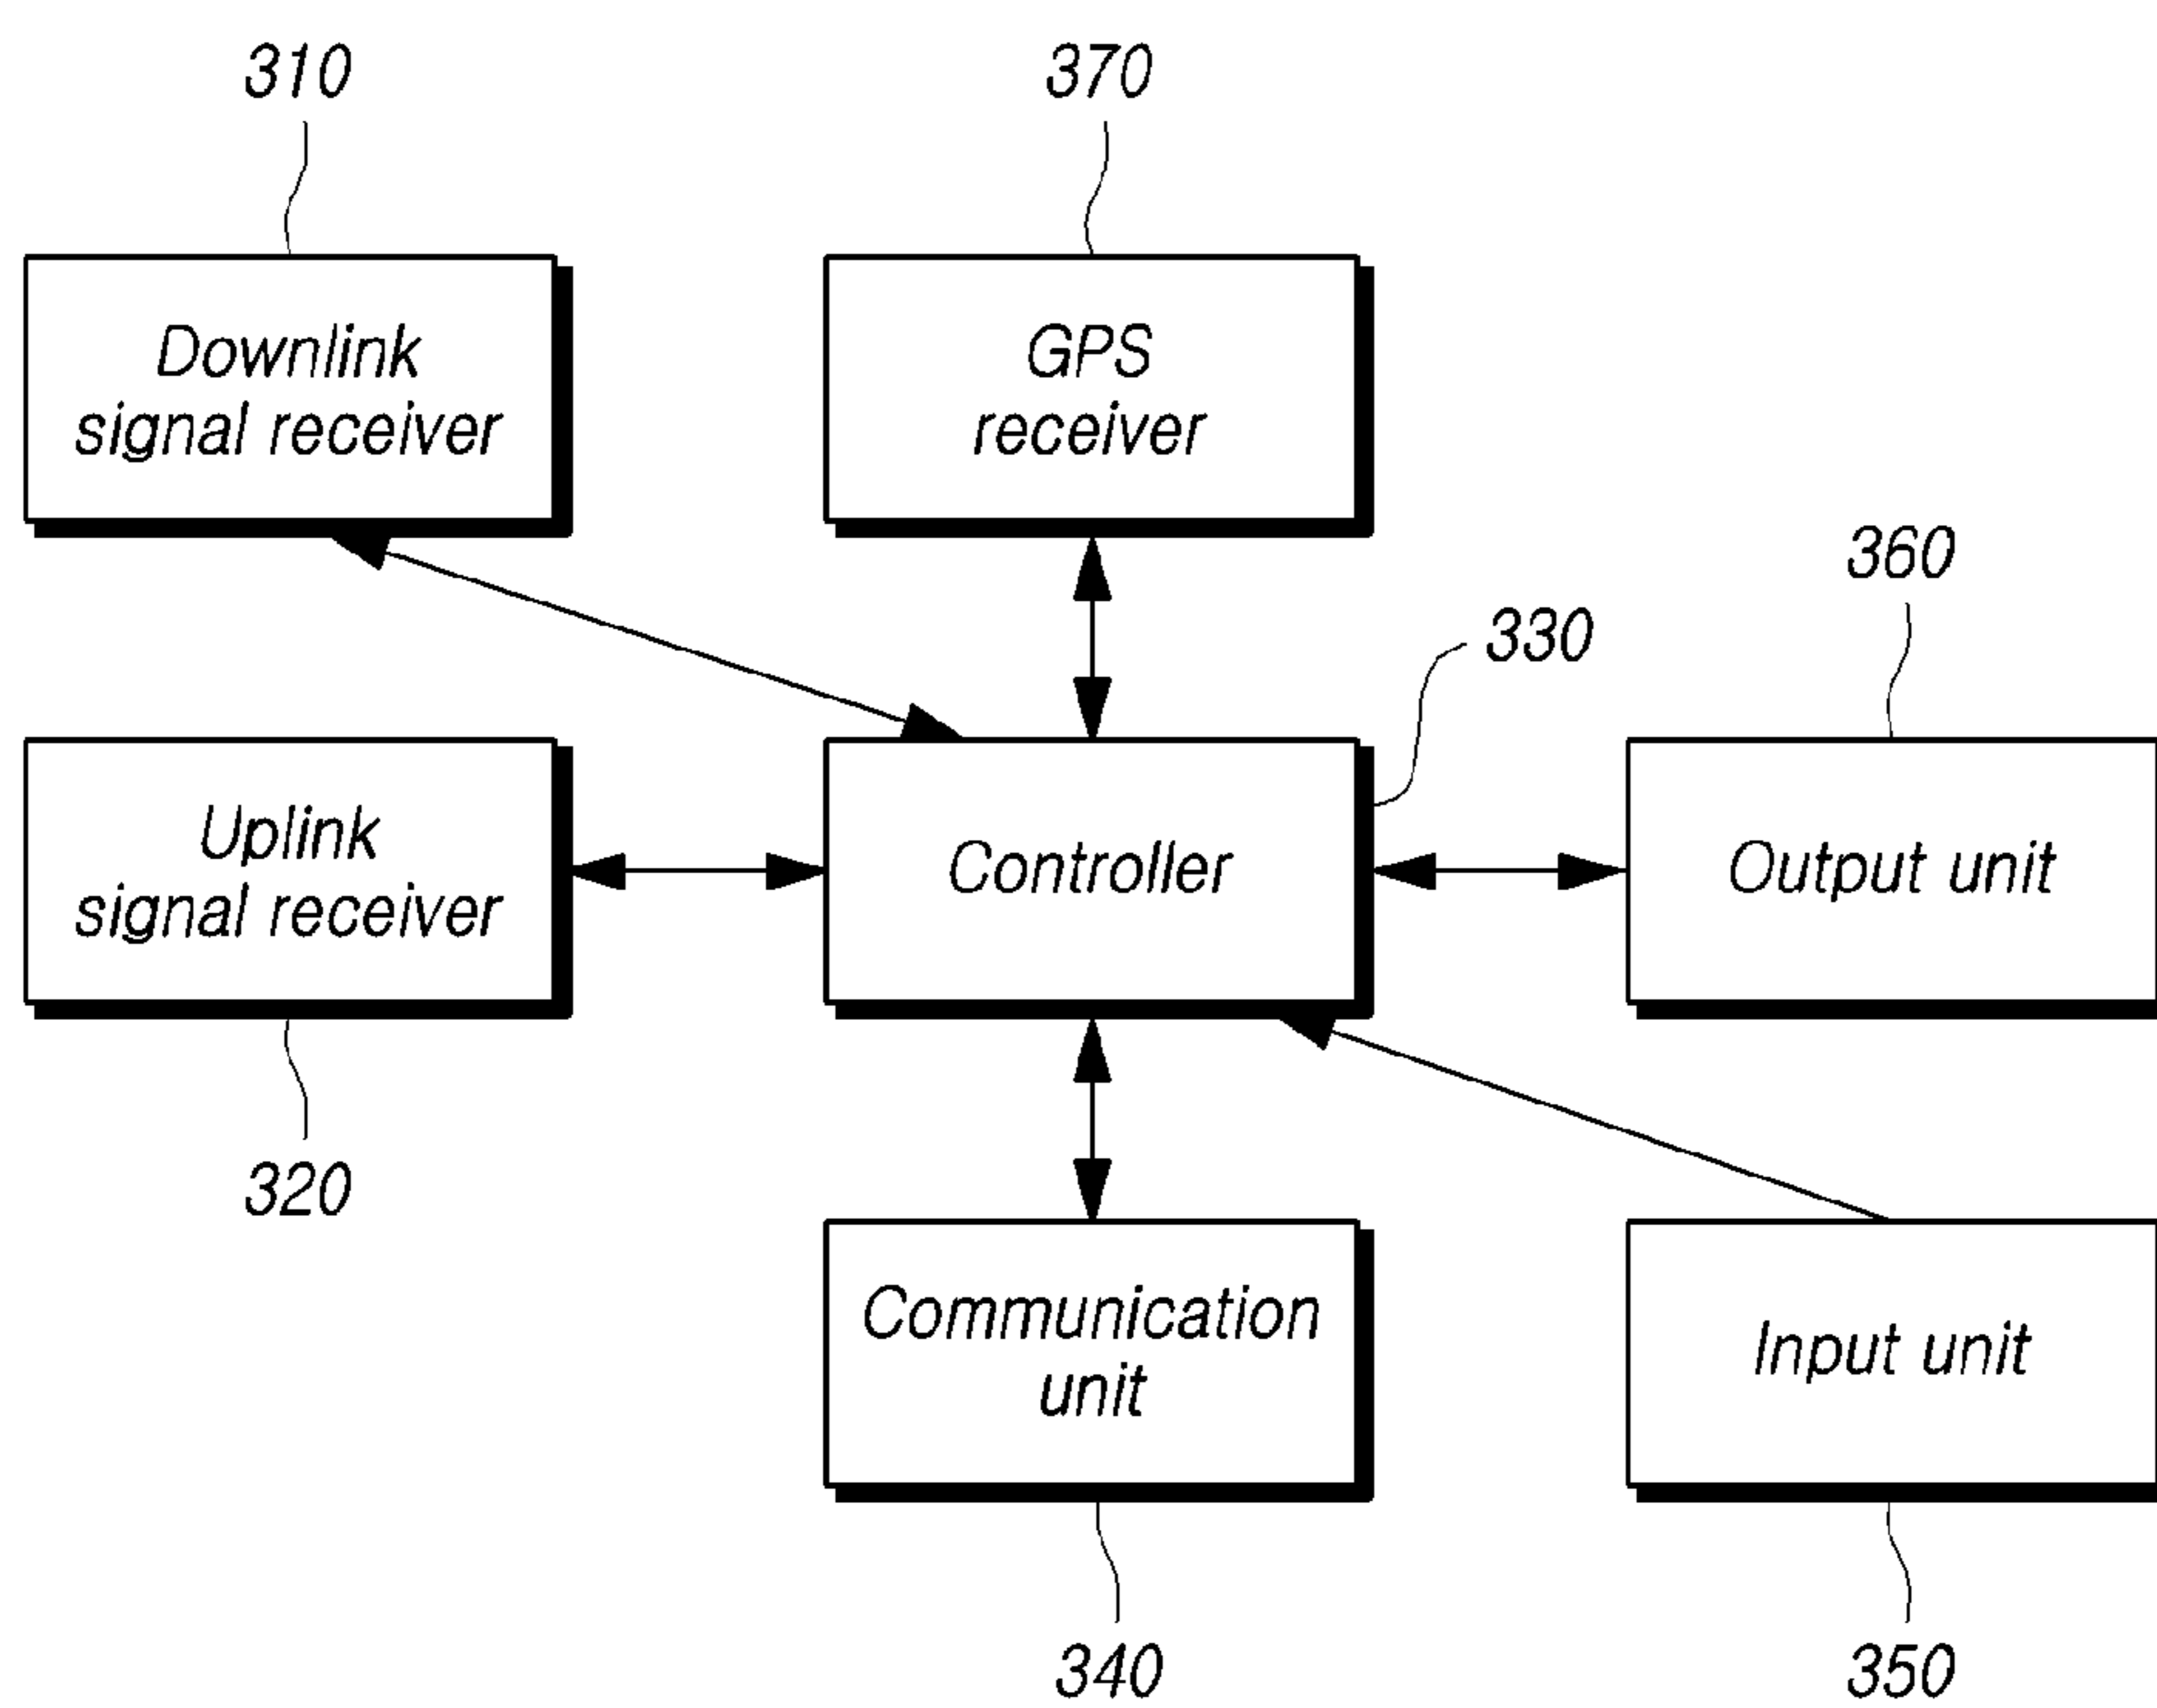 310
370
Downlink
signal receiver
GPS
receiver
360
330
Uplink
signal receiver
Controller
Output unit
320
Communication
unit
Input unit
340
350